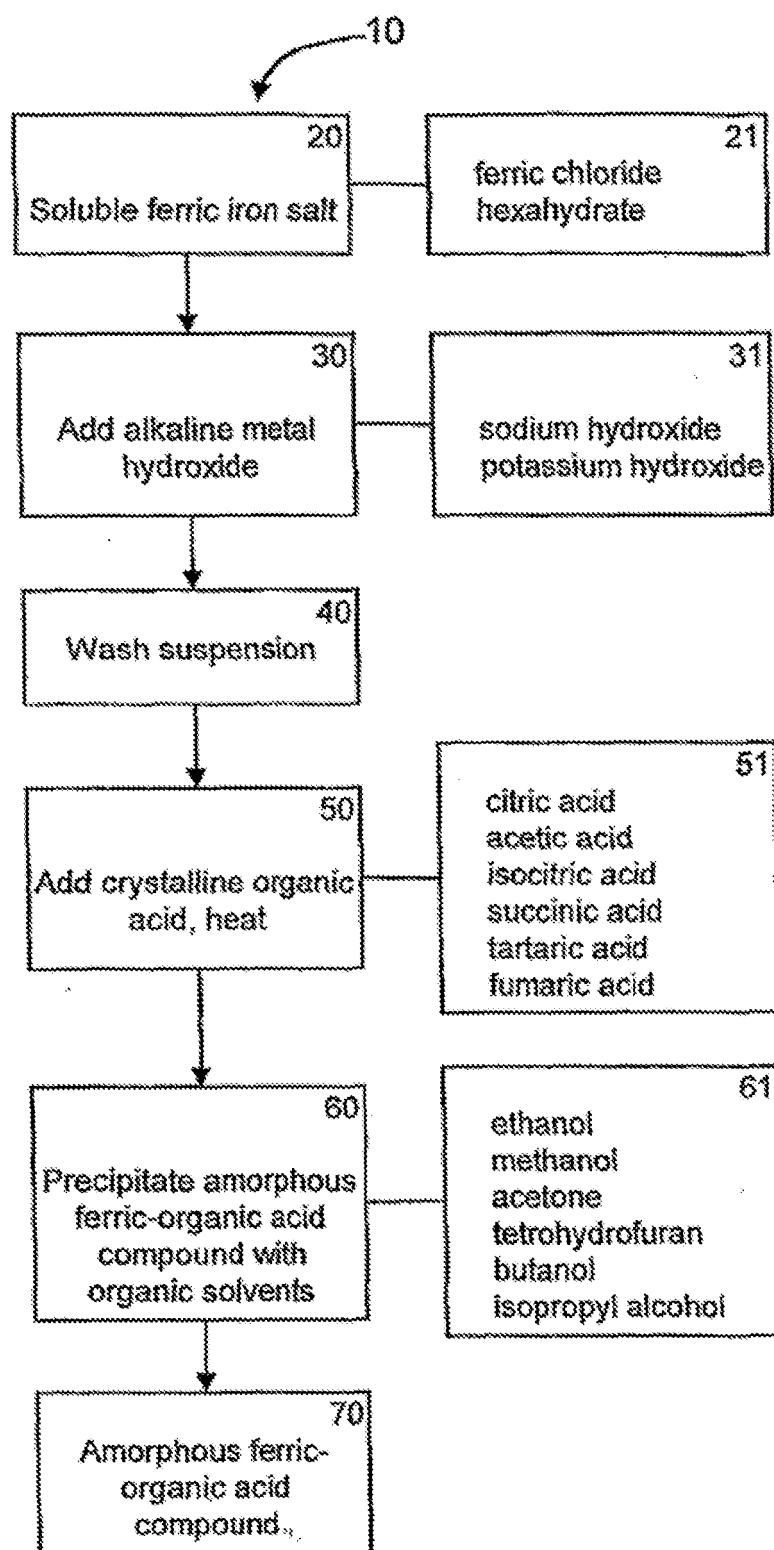 10
20
Soluble ferric iron salt
21
ferric chloride
hexahydrate
30
Add alkaline metal
hydroxide
31
sodium hydroxide
potassium hydroxide
40
Wash suspension
50
Add crystalline organic
acid, heat
51
citric acid
acetic acid
isocitric acid
succinic acid
tartaric acid
fumaric acid
60
Precipitate amorphous
ferric-organic acid
compound with
organic solvents
61
ethanol
methanol
acetone
tetrohydrofuran
butanol
isopropyl alcohol
70
Amorphous ferric-
organic acid
compound